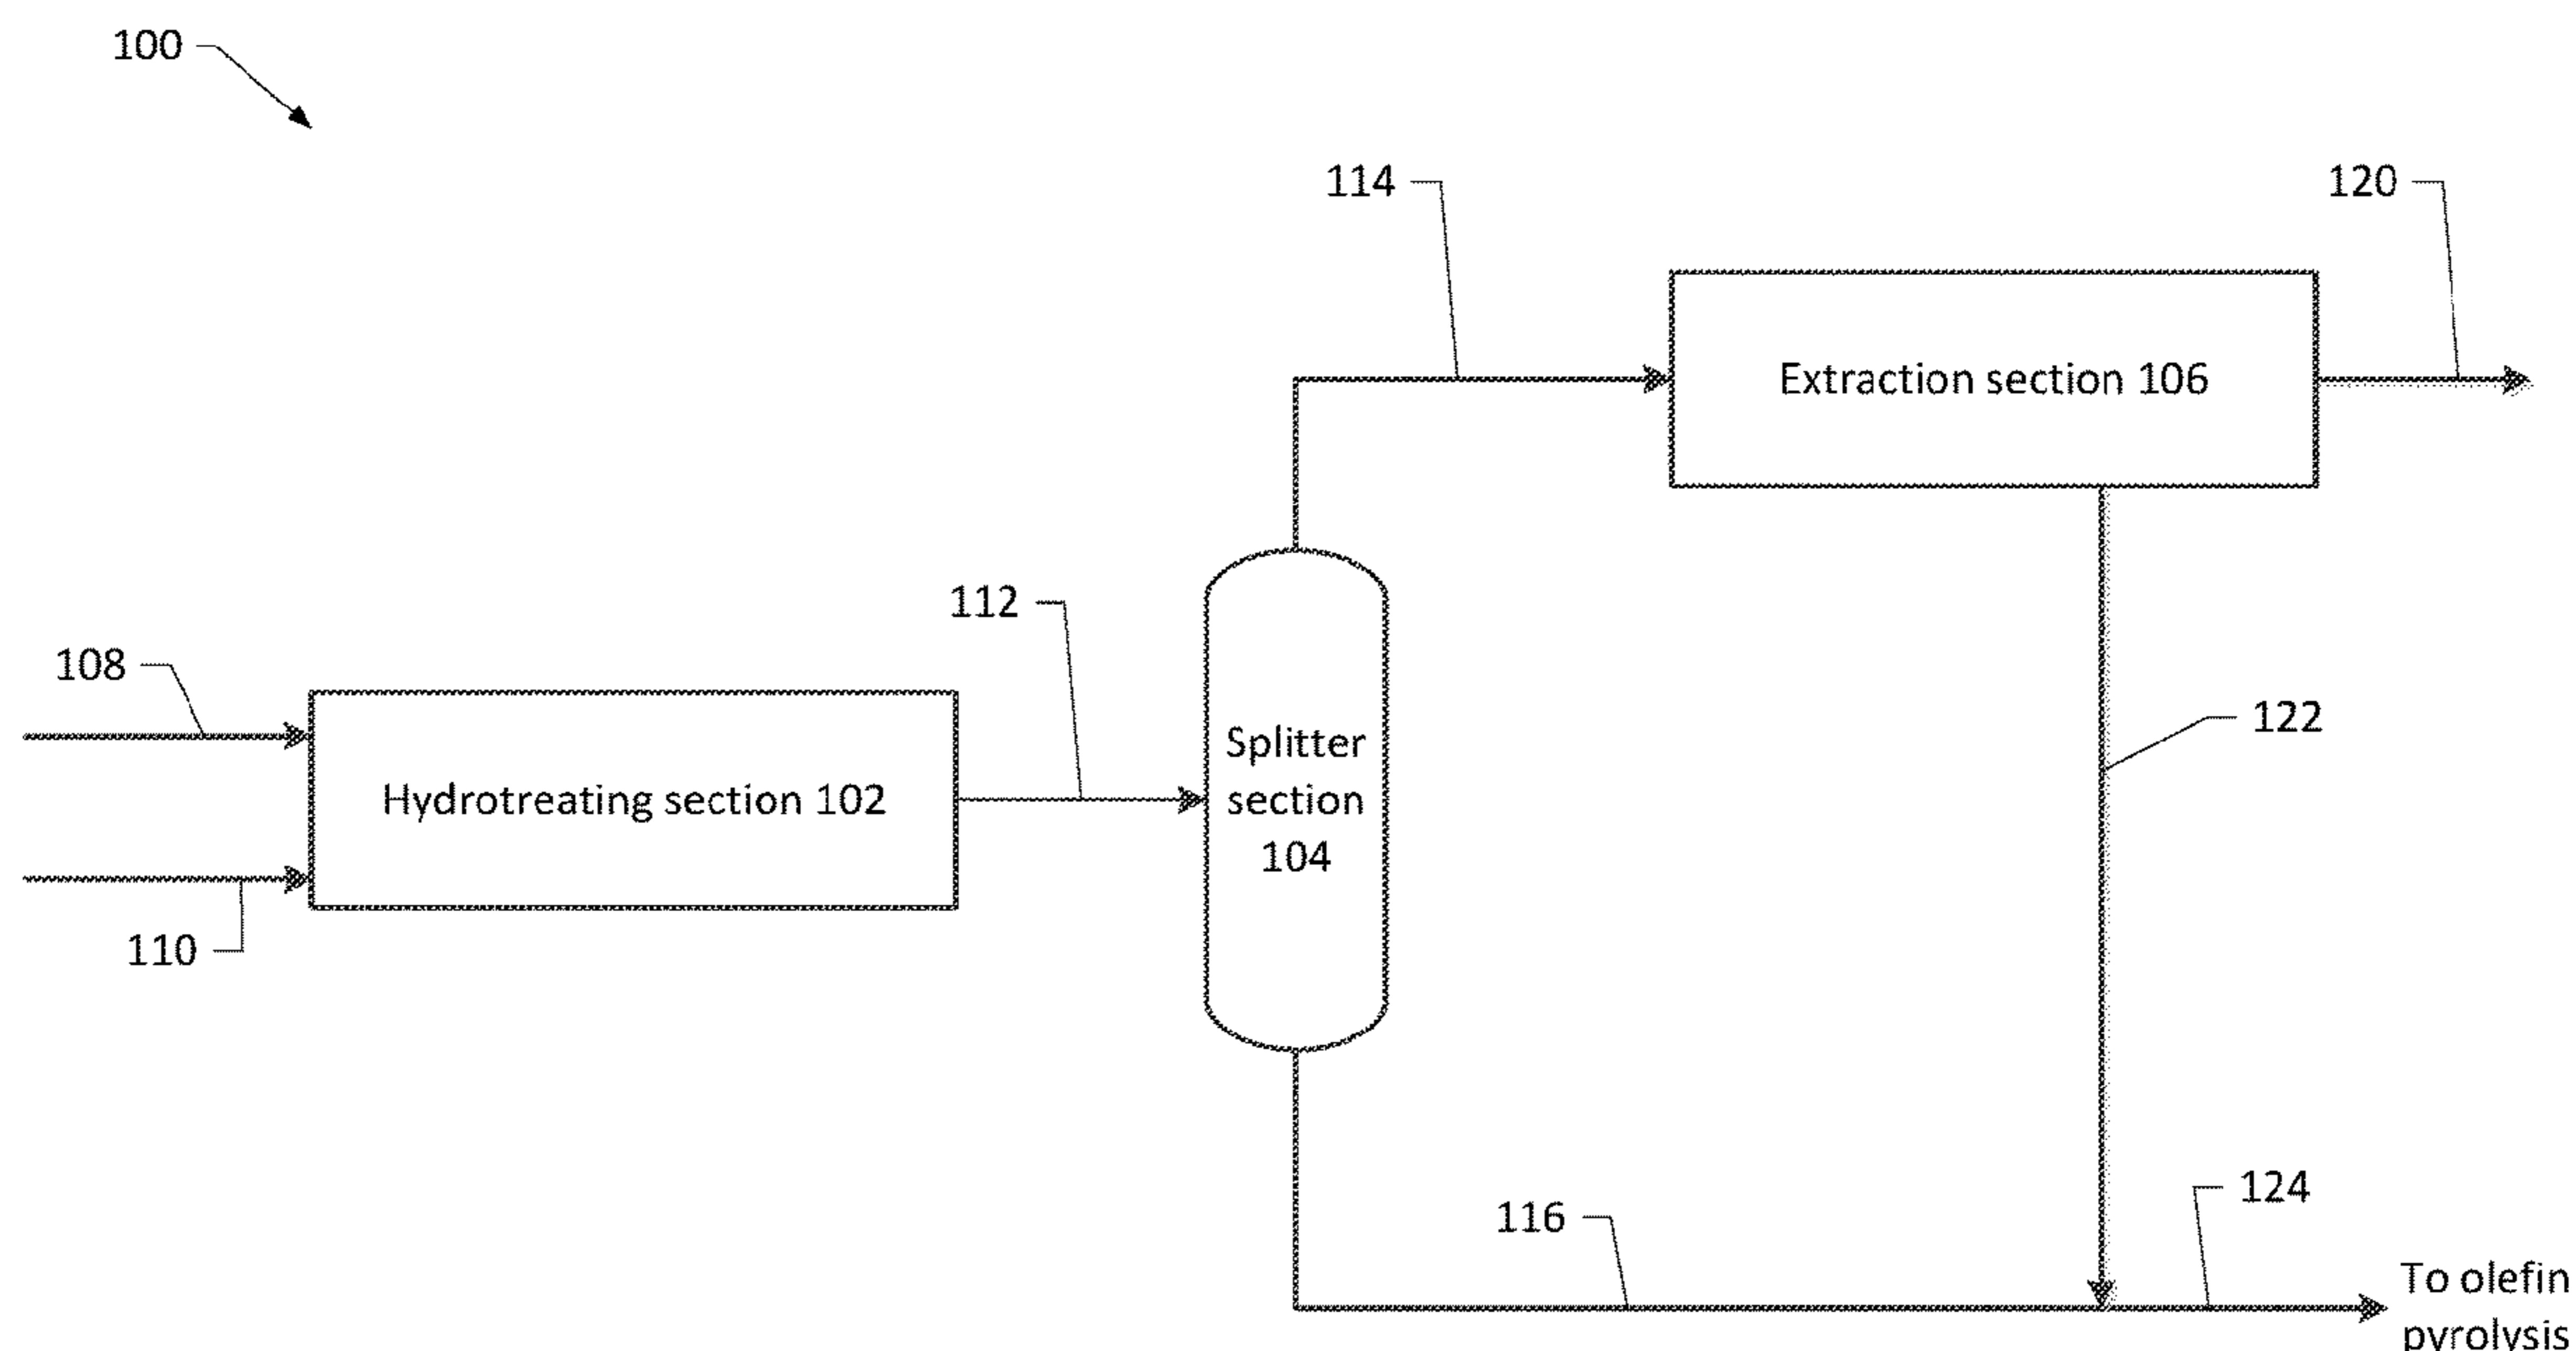 100
114
120
Extraction section 106
112
108
122
Splitter
section
104
Hydrotreating section 102
110
116
124
To olefin
pyrolysis